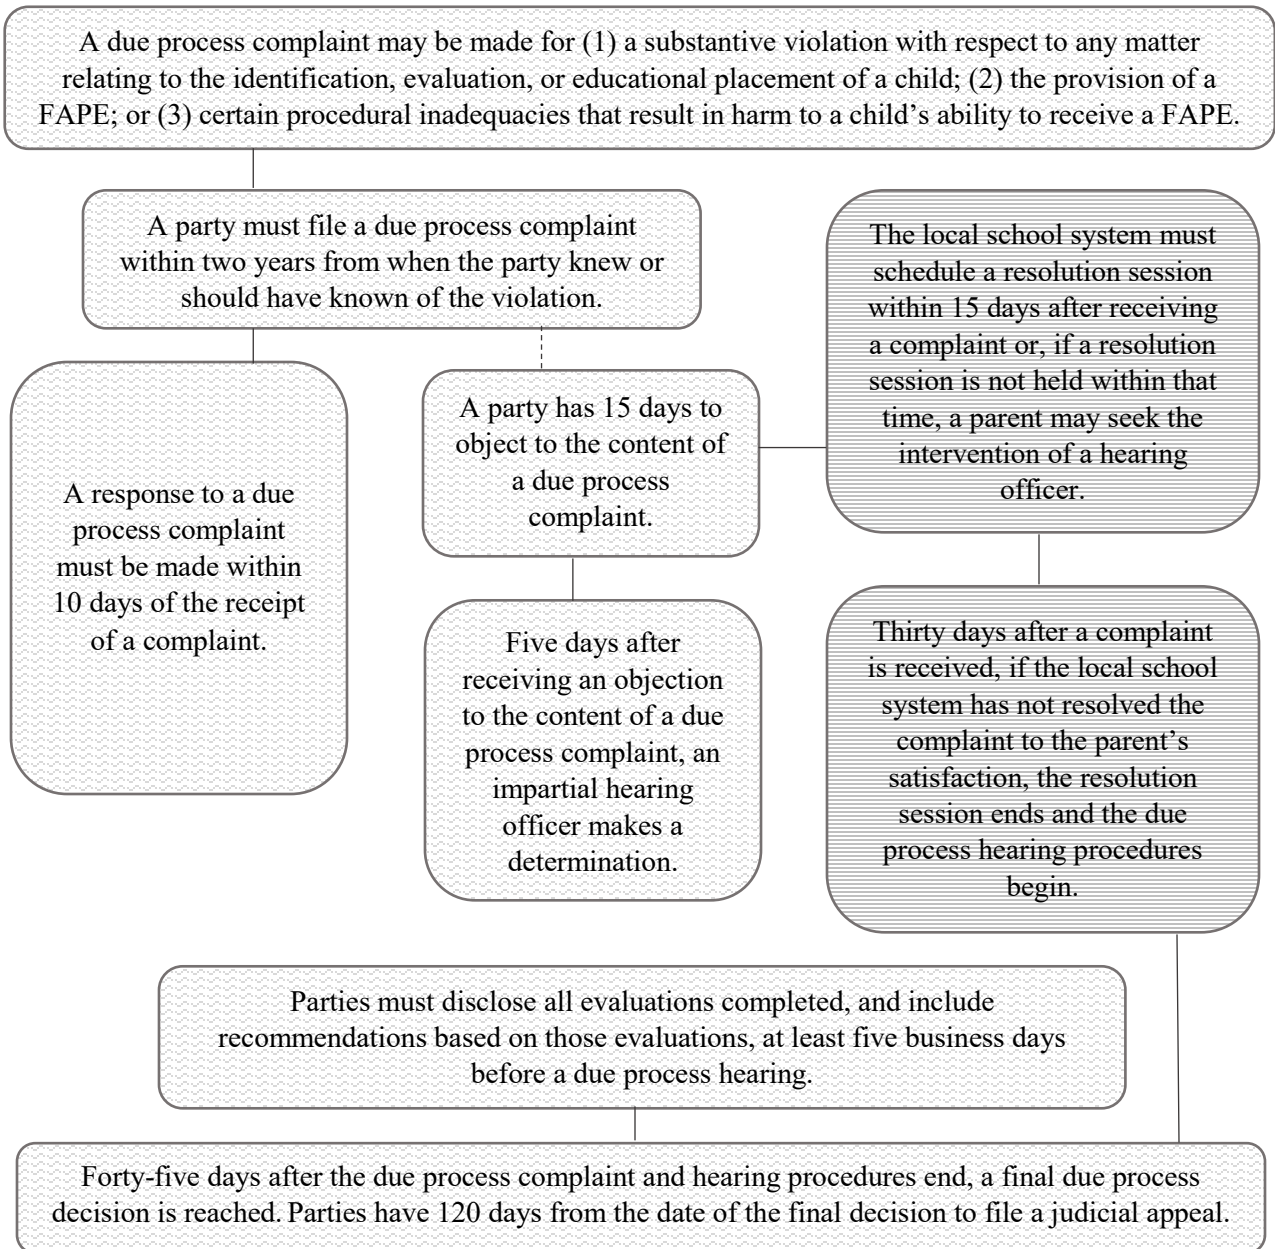 A due process complaint may be made for (1) a substantive violation with respect to any matter
relating to the identification, evaluation, or educational placement of a child; (2) the provision of a
FAPE; or (3) certain procedural inadequacies that result in harm to a child’s ability to receive a FAPE.
A party must file a due process complaint
within two years from when the party knew or
should have known of the violation.
A response to a due
process complaint
must be made within
10 days of the receipt
of a complaint.
A party has 15 days to
object to the content of
a due process
complaint.
Five days after
receiving an objection
to the content of a due
process complaint, an
impartial hearing
officer makes a
determination.
The local school system must
schedule a resolution session
within 15 days after receiving
a complaint or, if a resolution
session is not held within that
time, a parent may seek the
intervention of a hearing
officer.
Thirty days after a complaint
is received, if the local school
system has not resolved the
complaint to the parent’s
satisfaction, the resolution
session ends and the due
process hearing procedures
begin.
Parties must disclose all evaluations completed, and include
recommendations based on those evaluations, at least five business days
before a due process hearing.
Forty-five days after the due process complaint and hearing procedures end, a final due process
decision is reached. Parties have 120 days from the date of the final decision to file a judicial appeal.